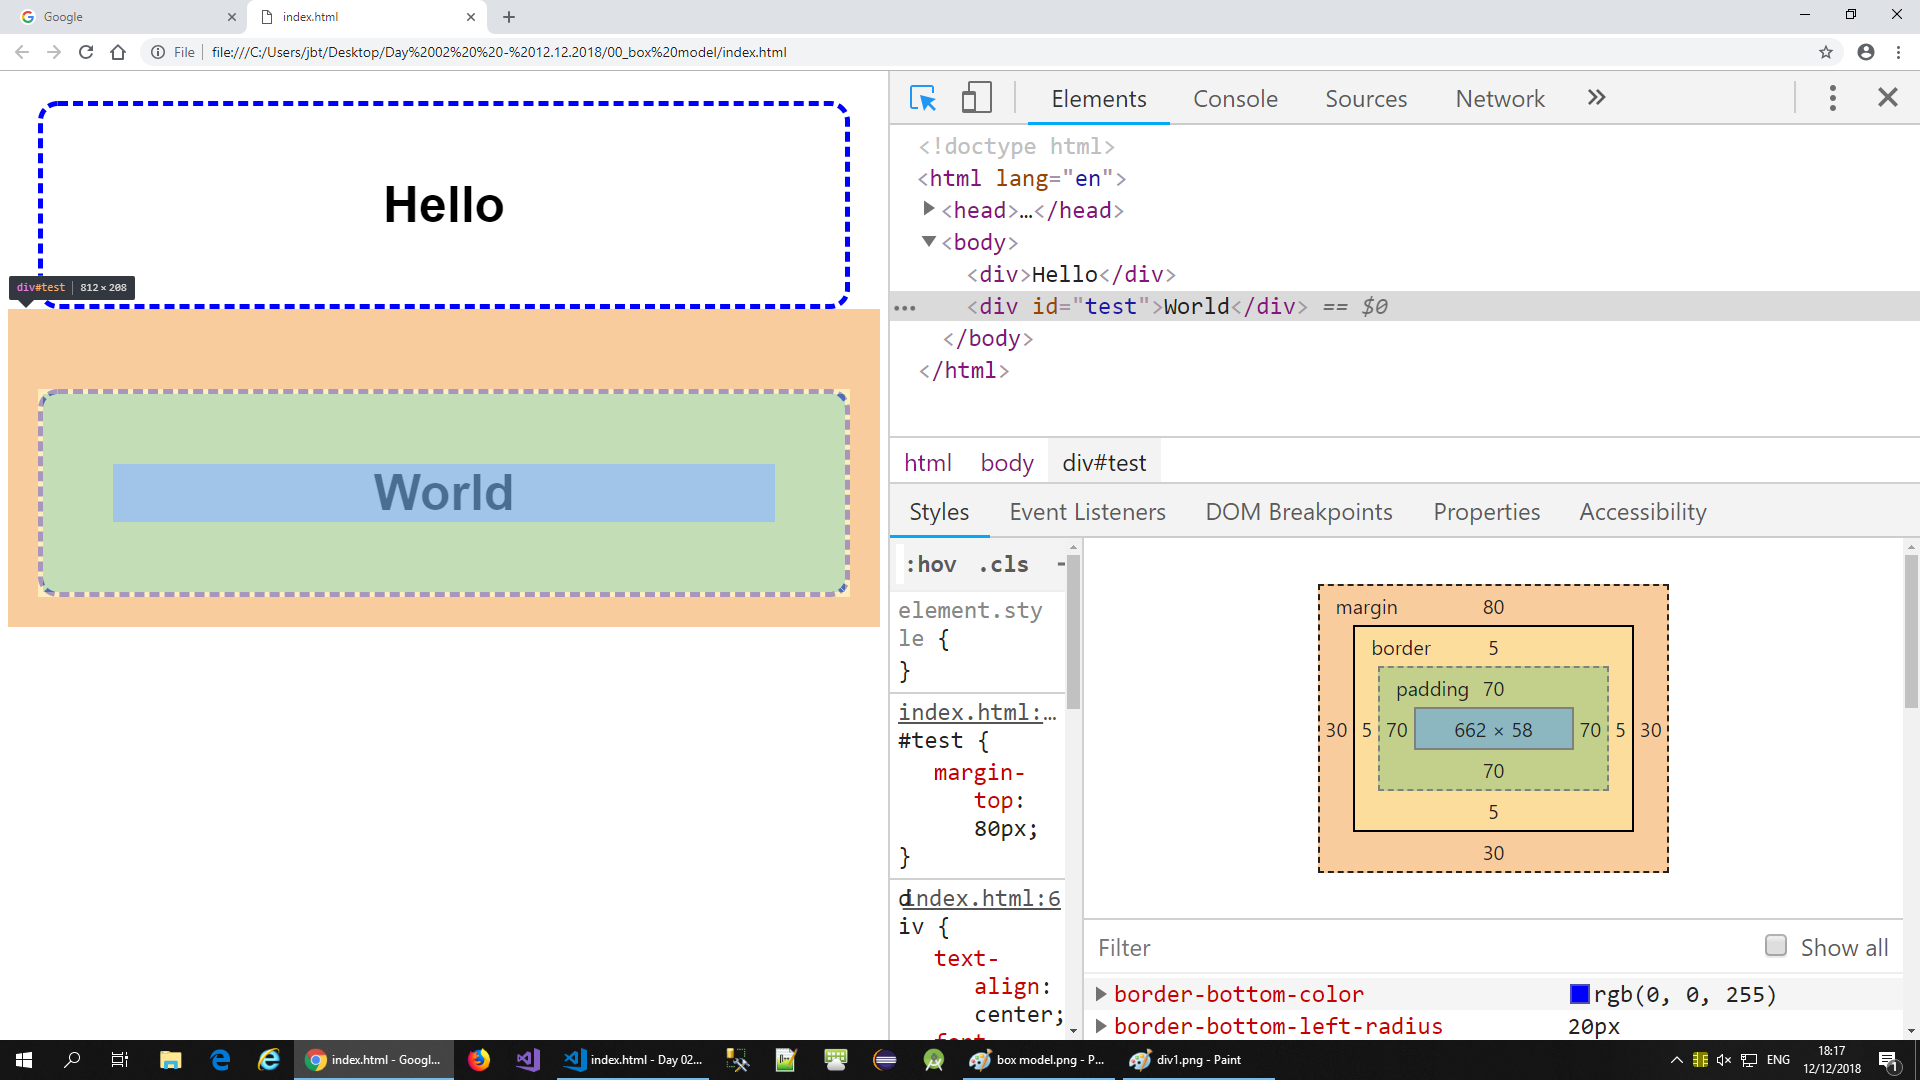 Google
index.html
File
file:///C:/Users/jbt/Desktop/Day%2002%20%20-%2012.12.2018/00_box%20model/index.html
Hello
div#test 812 × 208
World
Elements Console Sources Network
<!doctype html>
<html lang="en">
<head>…</head>
<body>
<div>Hello</div>
… <div id="test">World</div> == $0
</body>
</html>
html body div#test
Styles Event Listeners DOM Breakpoints Properties Accessibility
:hov .cls
element.sty
le {
}
index.html:…
#test {
margin-
top:
80px;
}
index.html:6
d
iv {
text-
align:
center;
font
margin 80
border 5
padding 70
30 5 70 662 × 58 70 5 30
70
5
30
Filter Show all
border-bottom-color rgb(0, 0, 255)
border-bottom-left-radius 20px
index.html - Googl...
index.html - Day 02...
box model.png - P...
div1.png - Paint
ENG
18:17
12/12/2018
1